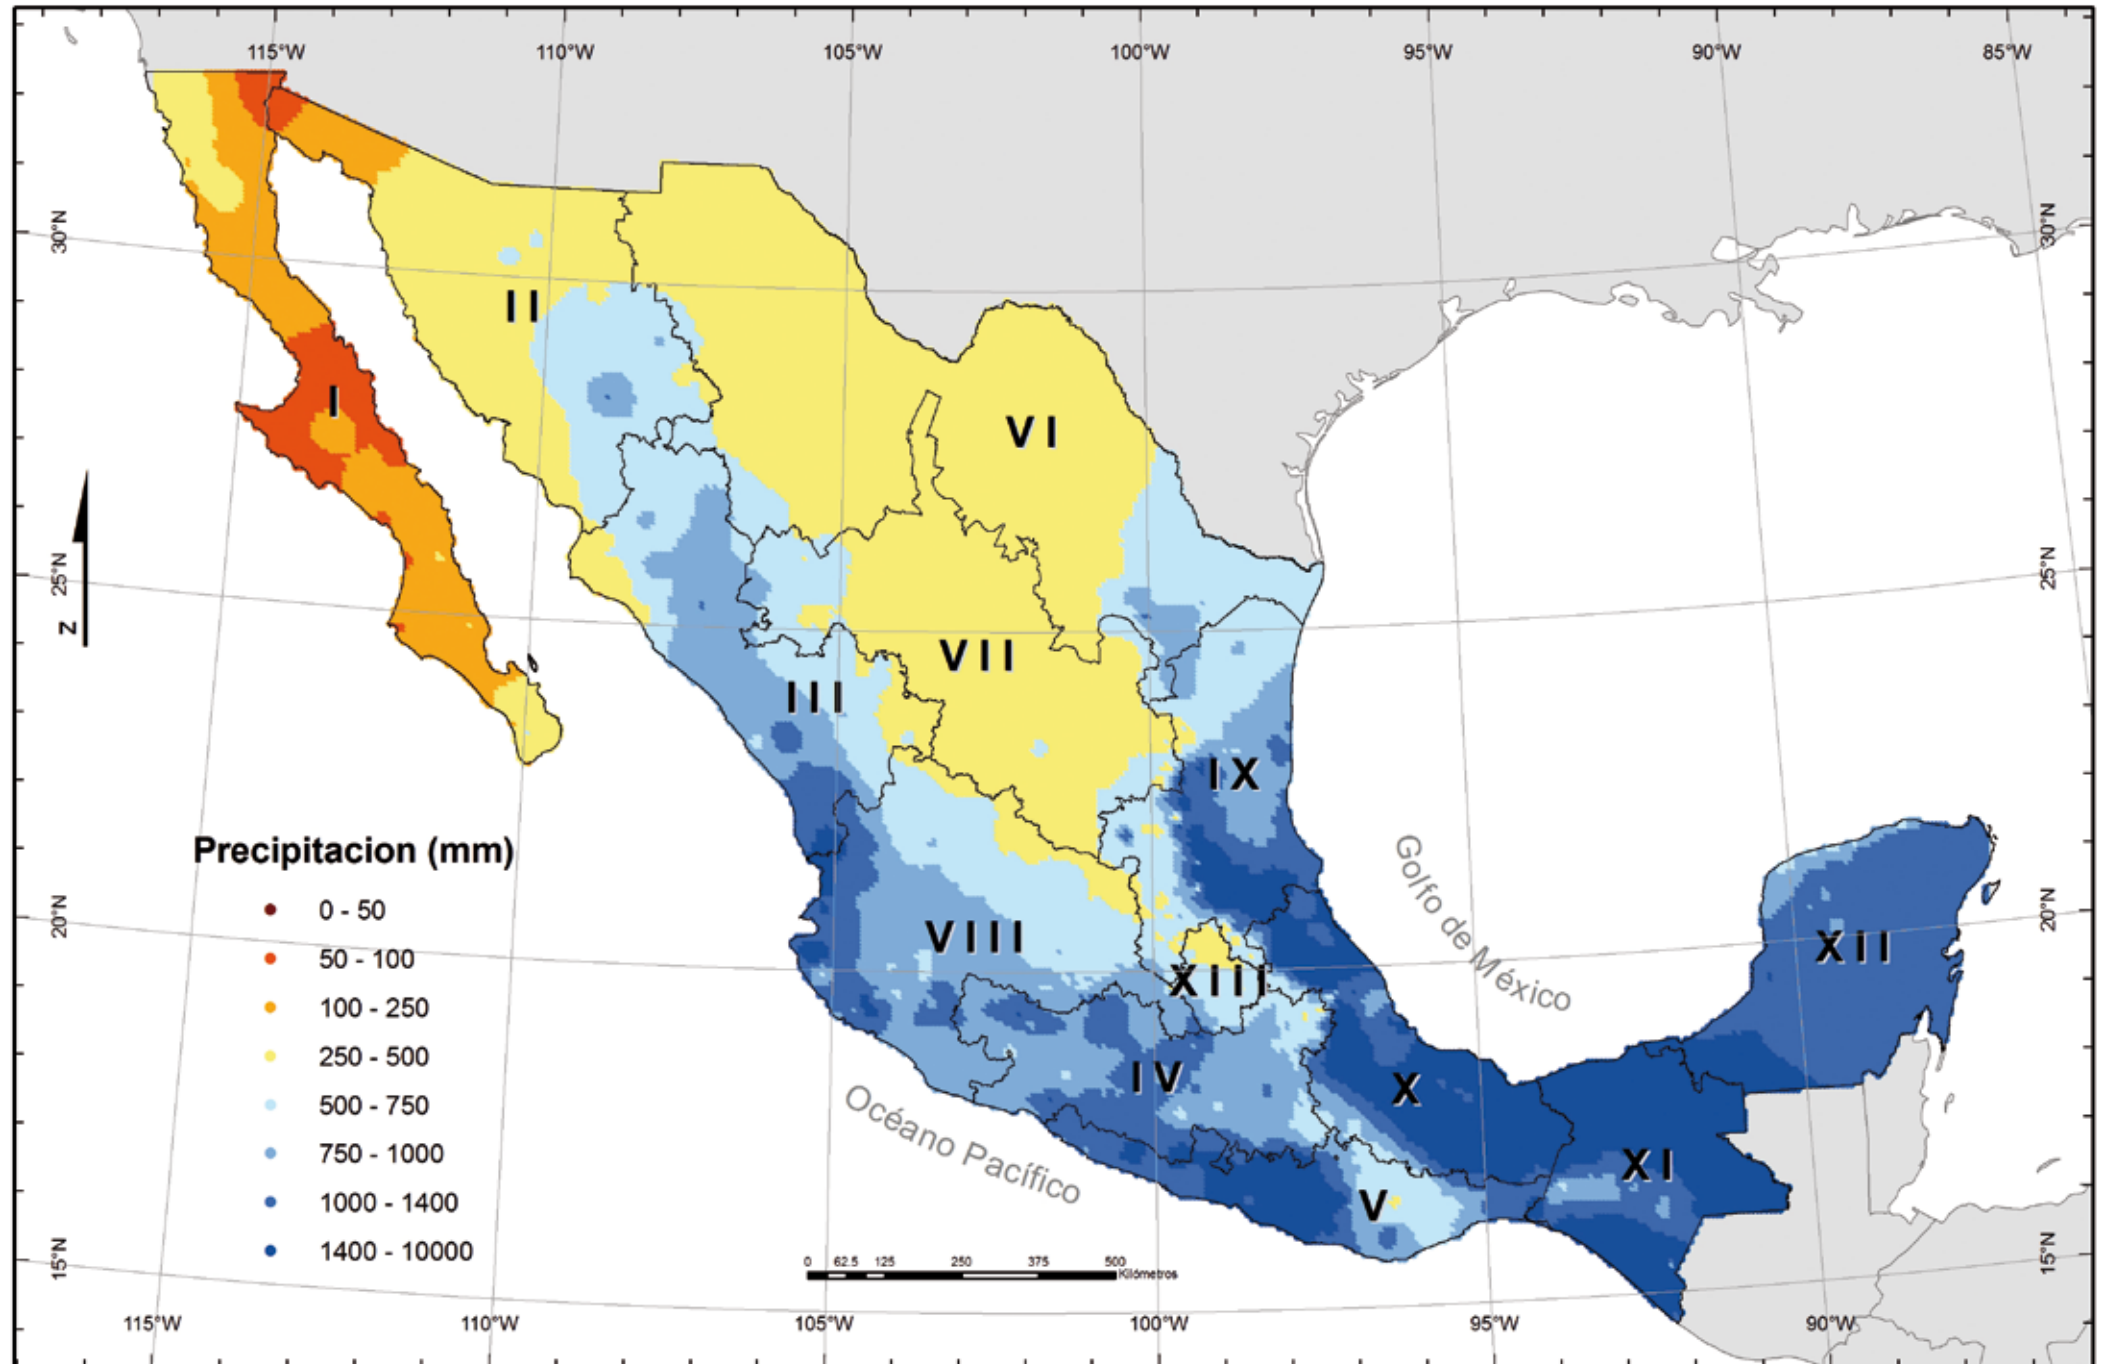 115°W 110°W 105°W 100°W 95°W 90°W 85°W
30°N 30°N
II
I
VI
25°N 25°N
N
VII
III
IX
Precipitacion (mm)
0 - 50
50 - 100
100 - 250
250 - 500
500 - 750
750 - 1000
1000 - 1400
1400 - 10000
Golfo de México
20°N 20°N
VIII
XII
XIII
IV
X
Océano Pacífico
XI
V
15°N 15°N
0 62.5 125 250 375 500
Kilómetros
115°W 110°W 105°W 100°W 95°W 90°W